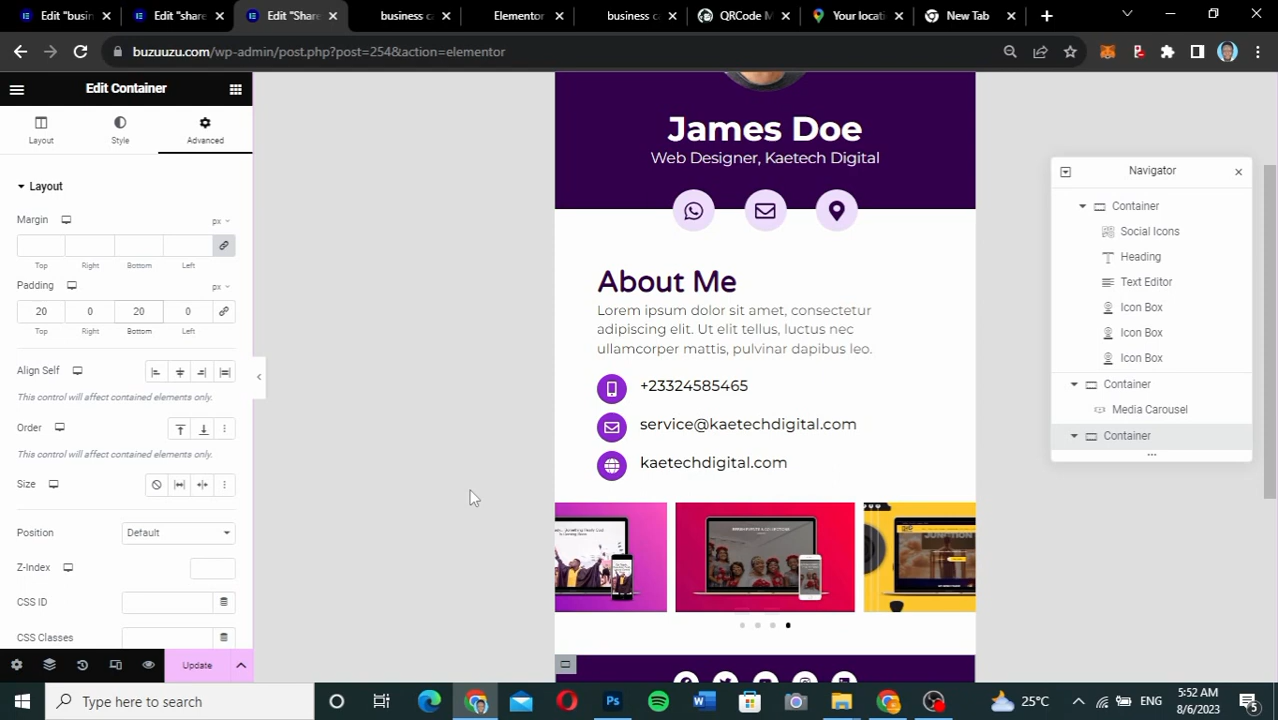 Edit "busin
Edit "share
Edit "Share
business ca
Elementor
business ca
QRCode M
Your locati
New Tab
buzuuzu.com/wp-admin/post.php?post=254&action=elementor
Edit Container
Layout
Style
Advanced
Layout
Margin
px
Top
Right
Bottom
Left
Padding
px
20
0
20
0
Top
Right
Bottom
Left
Align Self
This control will affect contained elements only.
Order
This control will affect contained elements only.
Size
Position
Default
Z-Index
CSS ID
CSS Classes
Update
James Doe
Web Designer, Kaetech Digital
About Me
Lorem ipsum dolor sit amet, consectetur
adipiscing elit. Ut elit tellus, luctus nec
ullamcorper mattis, pulvinar dapibus leo.
+23324585465
service@kaetechdigital.com
kaetechdigital.com
Navigator
Container
Social Icons
Heading
Text Editor
Icon Box
Icon Box
Icon Box
Container
Media Carousel
Container
Type here to search
25°C
ENG
5:52 AM
8/6/2023
5